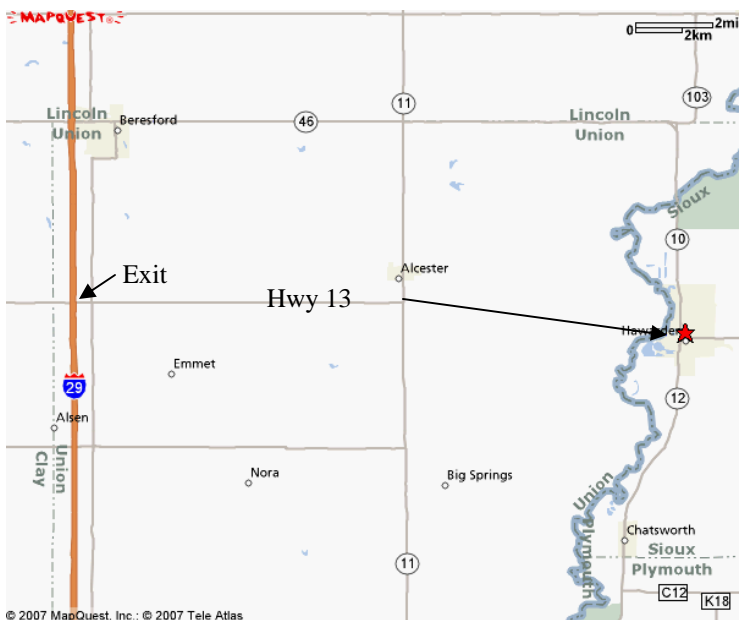 MAPQUEST
0 2mi
2km
103
11
Lincoln
Union
Beresford
46
Lincoln
Union
Sioux
10
Alcester
Exit
Hwy 13
Hawarden
Emmet
29
12
Alsen
Union
Clay
Nora
Big Springs
Union
Plymouth
Chatsworth
Sioux
Plymouth
11
C12
K18
© 2007 MapQuest, Inc.; © 2007 Tele Atlas